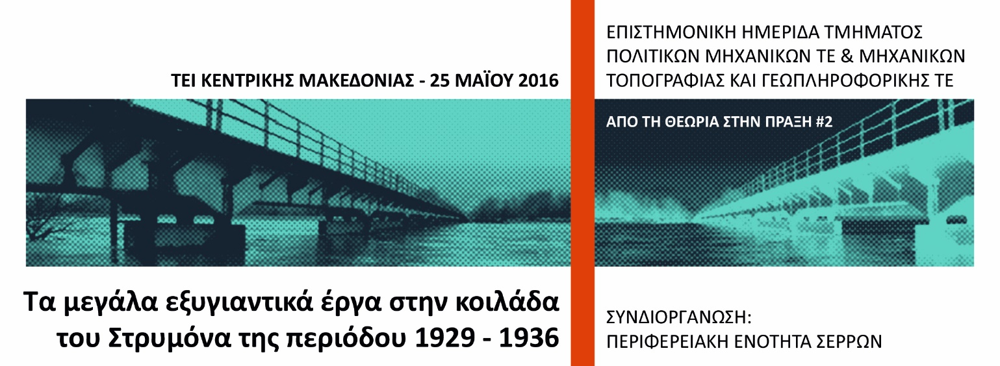 ΤΕΙ ΚΕΝΤΡΙΚΗΣ ΜΑΚΕΔΟΝΙΑΣ - 25 ΜΑΪΟΥ 2016
Τα μεγάλα εξυγιαντικά έργα στην κοιλάδα
του Στρυμόνα της περιόδου 1929 - 1936
ΕΠΙΣΤΗΜΟΝΙΚΗ ΗΜΕΡΙΔΑ ΤΜΗΜΑΤΟΣ
ΠΟΛΙΤΙΚΩΝ ΜΗΧΑΝΙΚΩΝ ΤΕ & ΜΗΧΑΝΙΚΩΝ
ΤΟΠΟΓΡΑΦΙΑΣ ΚΑΙ ΓΕΩΠΛΗΡΟΦΟΡΙΚΗΣ ΤΕ
ΑΠΟ ΤΗ ΘΕΩΡΙΑ ΣΤΗΝ ΠΡΑΞΗ #2
ΣΥΝΔΙΟΡΓΑΝΩΣΗ:
ΠΕΡΙΦΕΡΕΙΑΚΗ ΕΝΟΤΗΤΑ ΣΕΡΡΩΝ